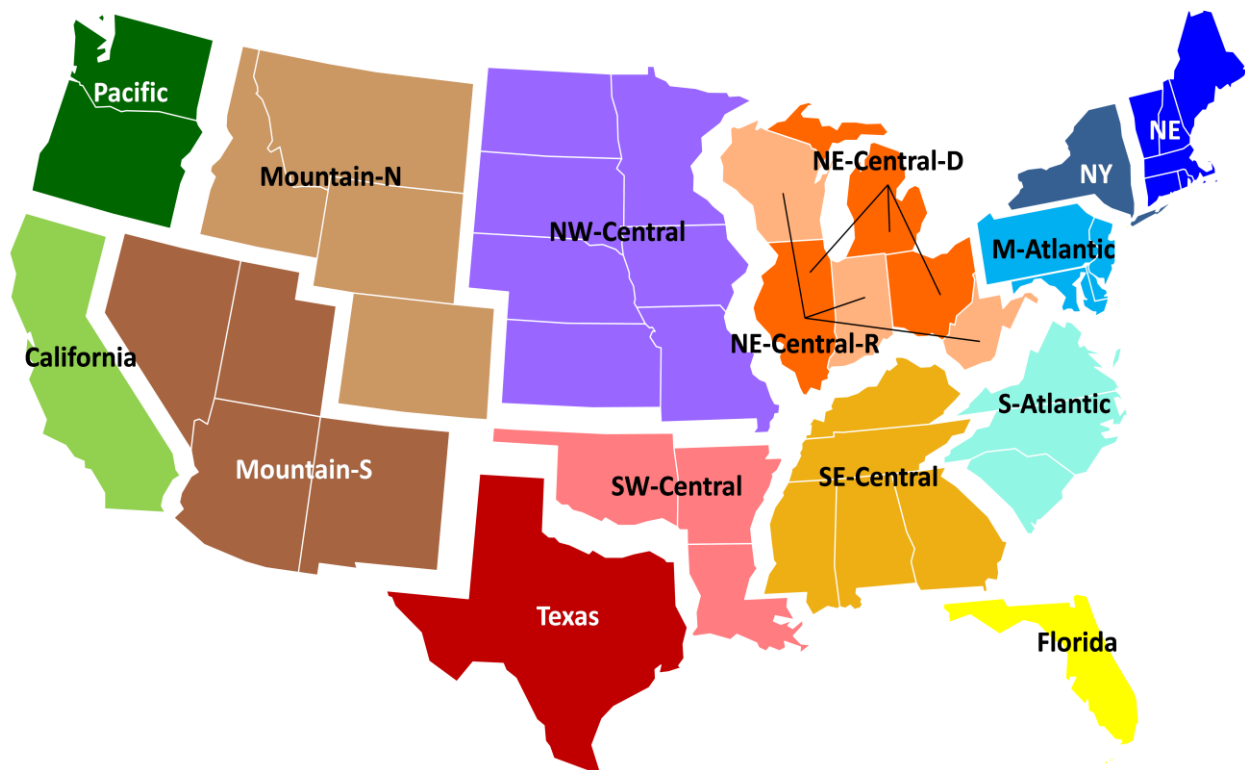 Pacific
NE
NE-Central-D
Mountain-N
NY
NW-Central
M-Atlantic
NE-Central-R
California
S-Atlantic
Mountain-S
SW-Central
SE-Central
Texas
Florida